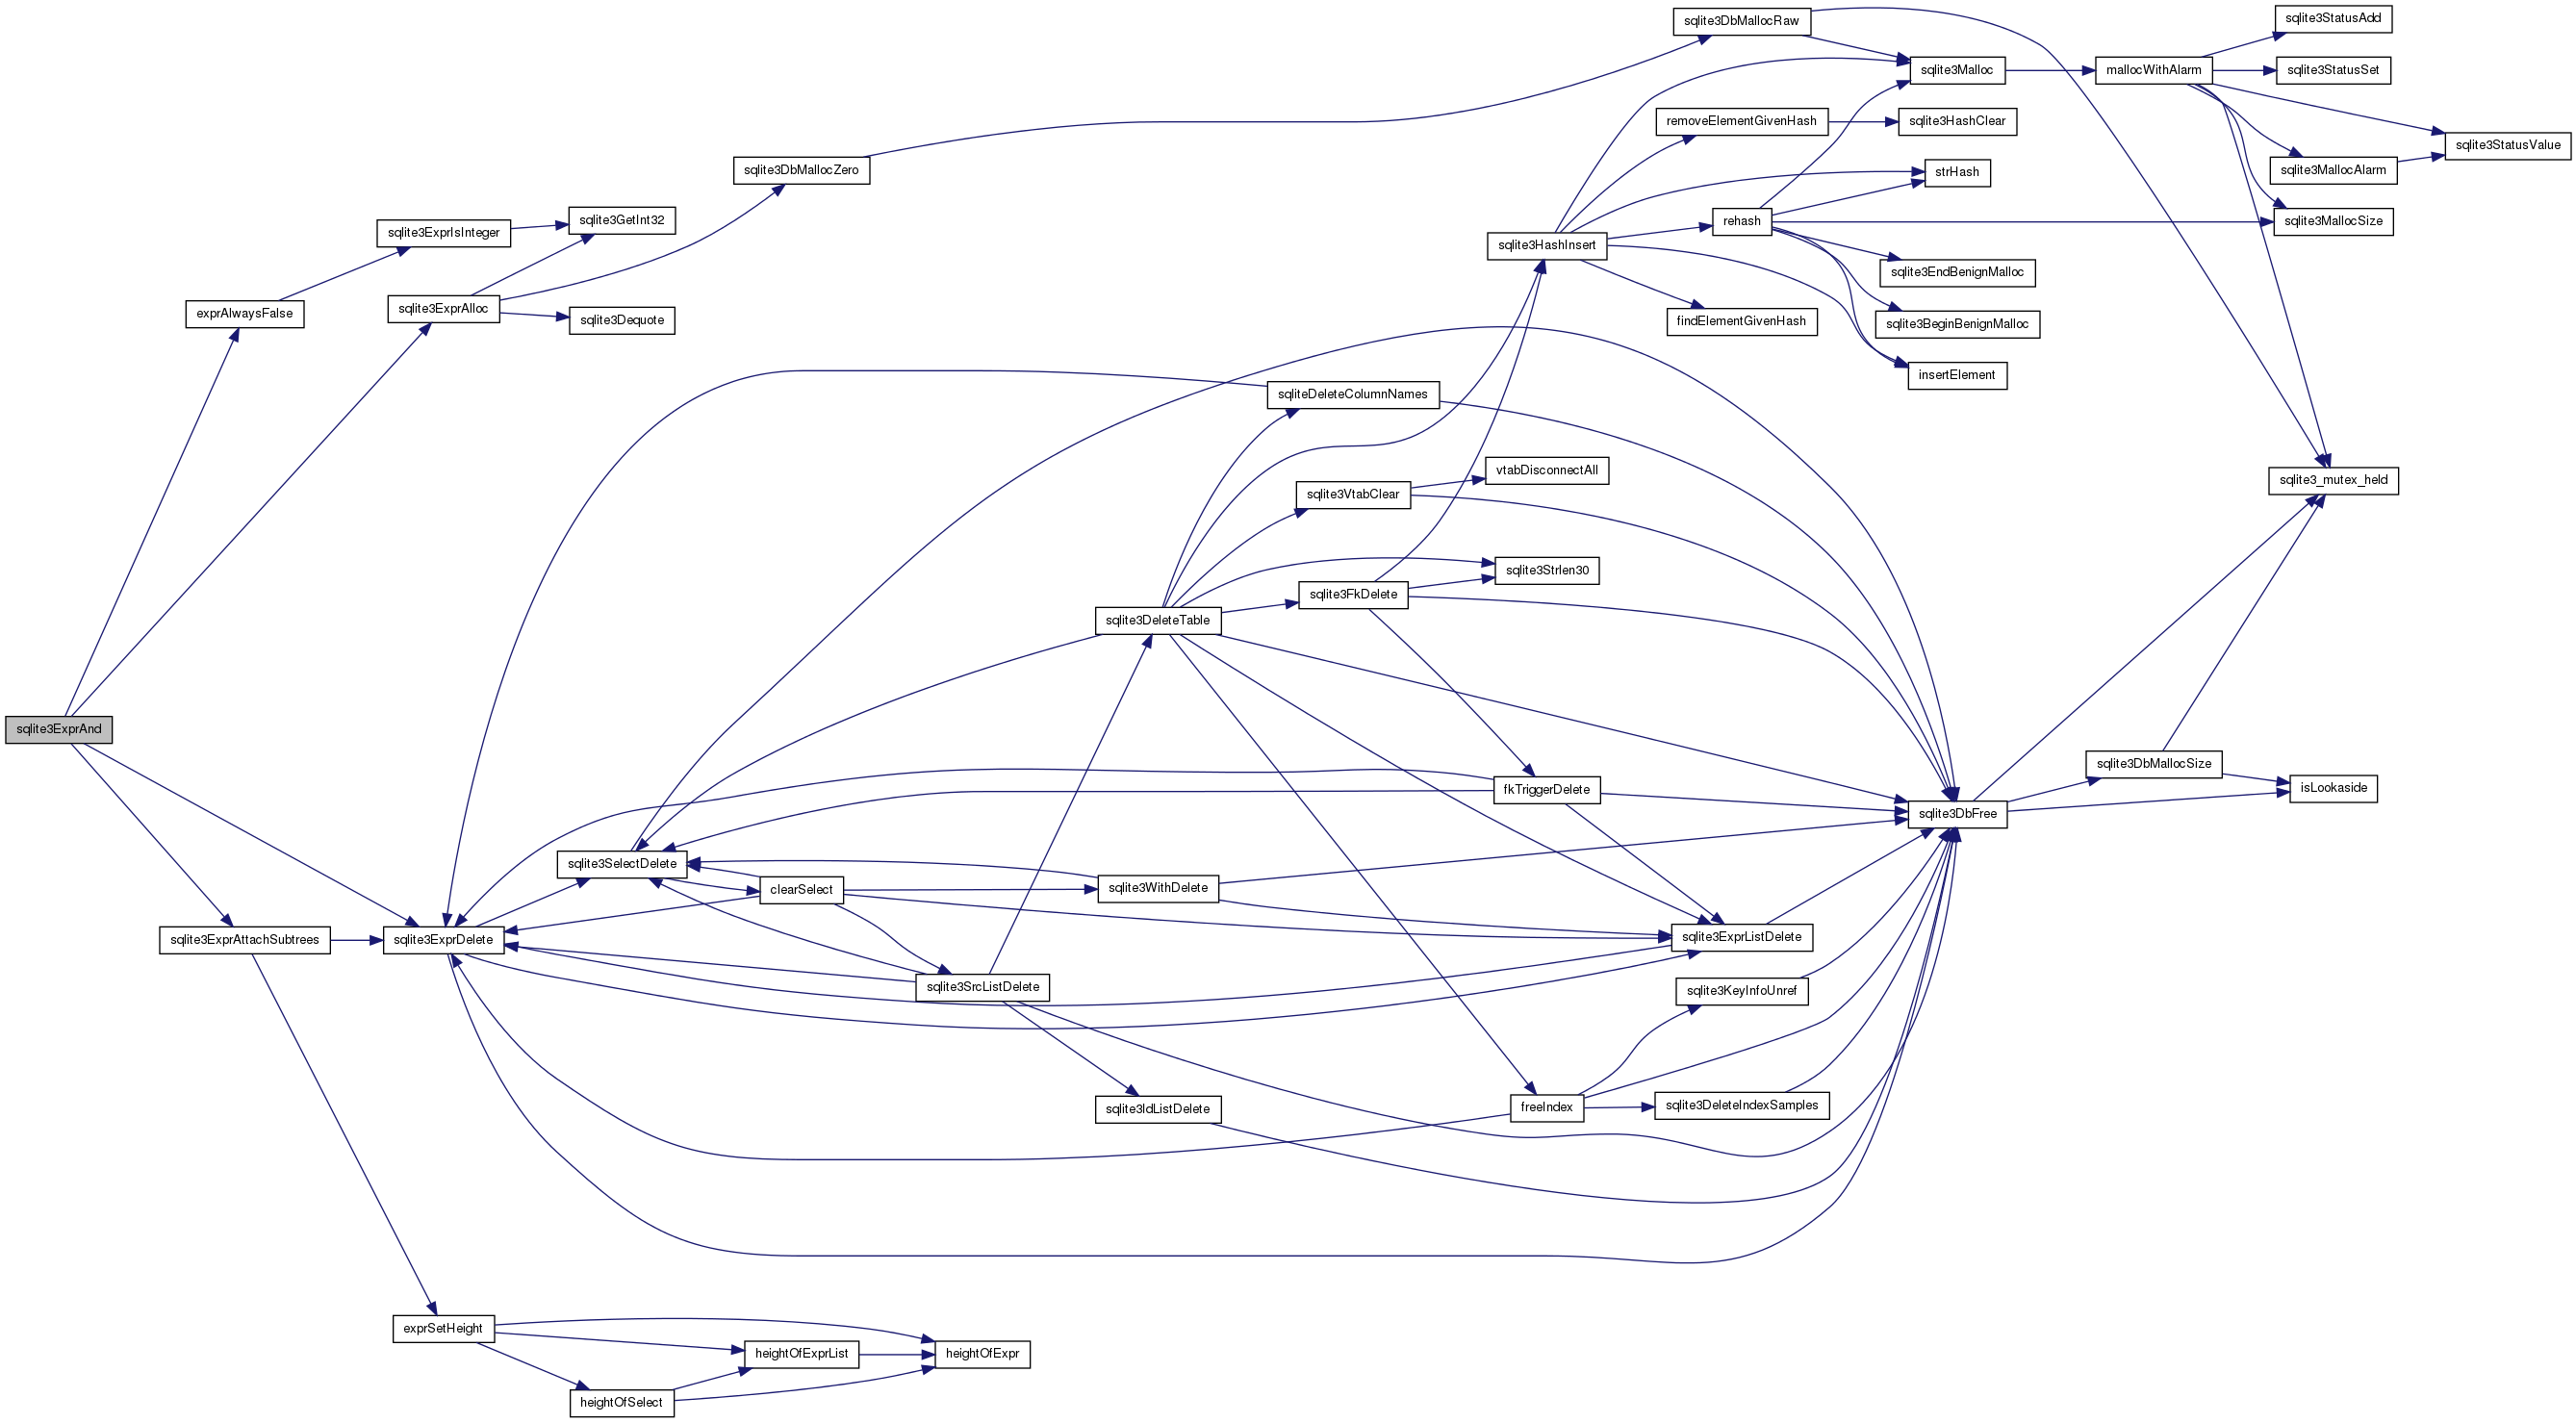 sqlite3StatusAdd
sqlite3DbMallocRaw
sqlite3Malloc
mallocWithAlarm
sqlite3StatusSet
removeElementGivenHash
sqlite3HashClear
sqlite3StatusValue
sqlite3DbMallocZero
strHash
sqlite3MallocAlarm
sqlite3GetInt32
sqlite3ExprIsInteger
rehash
sqlite3MallocSize
sqlite3HashInsert
sqlite3EndBenignMalloc
exprAlwaysFalse
sqlite3ExprAlloc
sqlite3Dequote
findElementGivenHash
sqlite3BeginBenignMalloc
insertElement
sqliteDeleteColumnNames
vtabDisconnectAll
sqlite3_mutex_held
sqlite3VtabClear
sqlite3Strlen30
sqlite3FkDelete
sqlite3DeleteTable
sqlite3ExprAnd
sqlite3DbMallocSize
fkTriggerDelete
isLookaside
sqlite3DbFree
sqlite3SelectDelete
clearSelect
sqlite3WithDelete
sqlite3ExprAttachSubtrees
sqlite3ExprDelete
sqlite3ExprListDelete
sqlite3SrcListDelete
sqlite3KeyInfoUnref
sqlite3IdListDelete
freeIndex
sqlite3DeleteIndexSamples
exprSetHeight
heightOfExprList
heightOfExpr
heightOfSelect